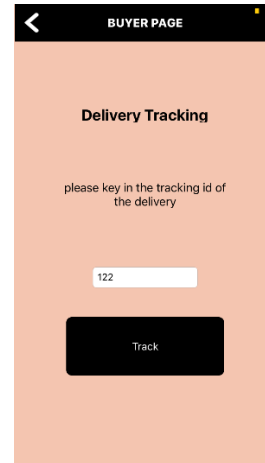 BUYER PAGE
Delivery Tracking
please key in the tracking id of
the delivery
122
Track